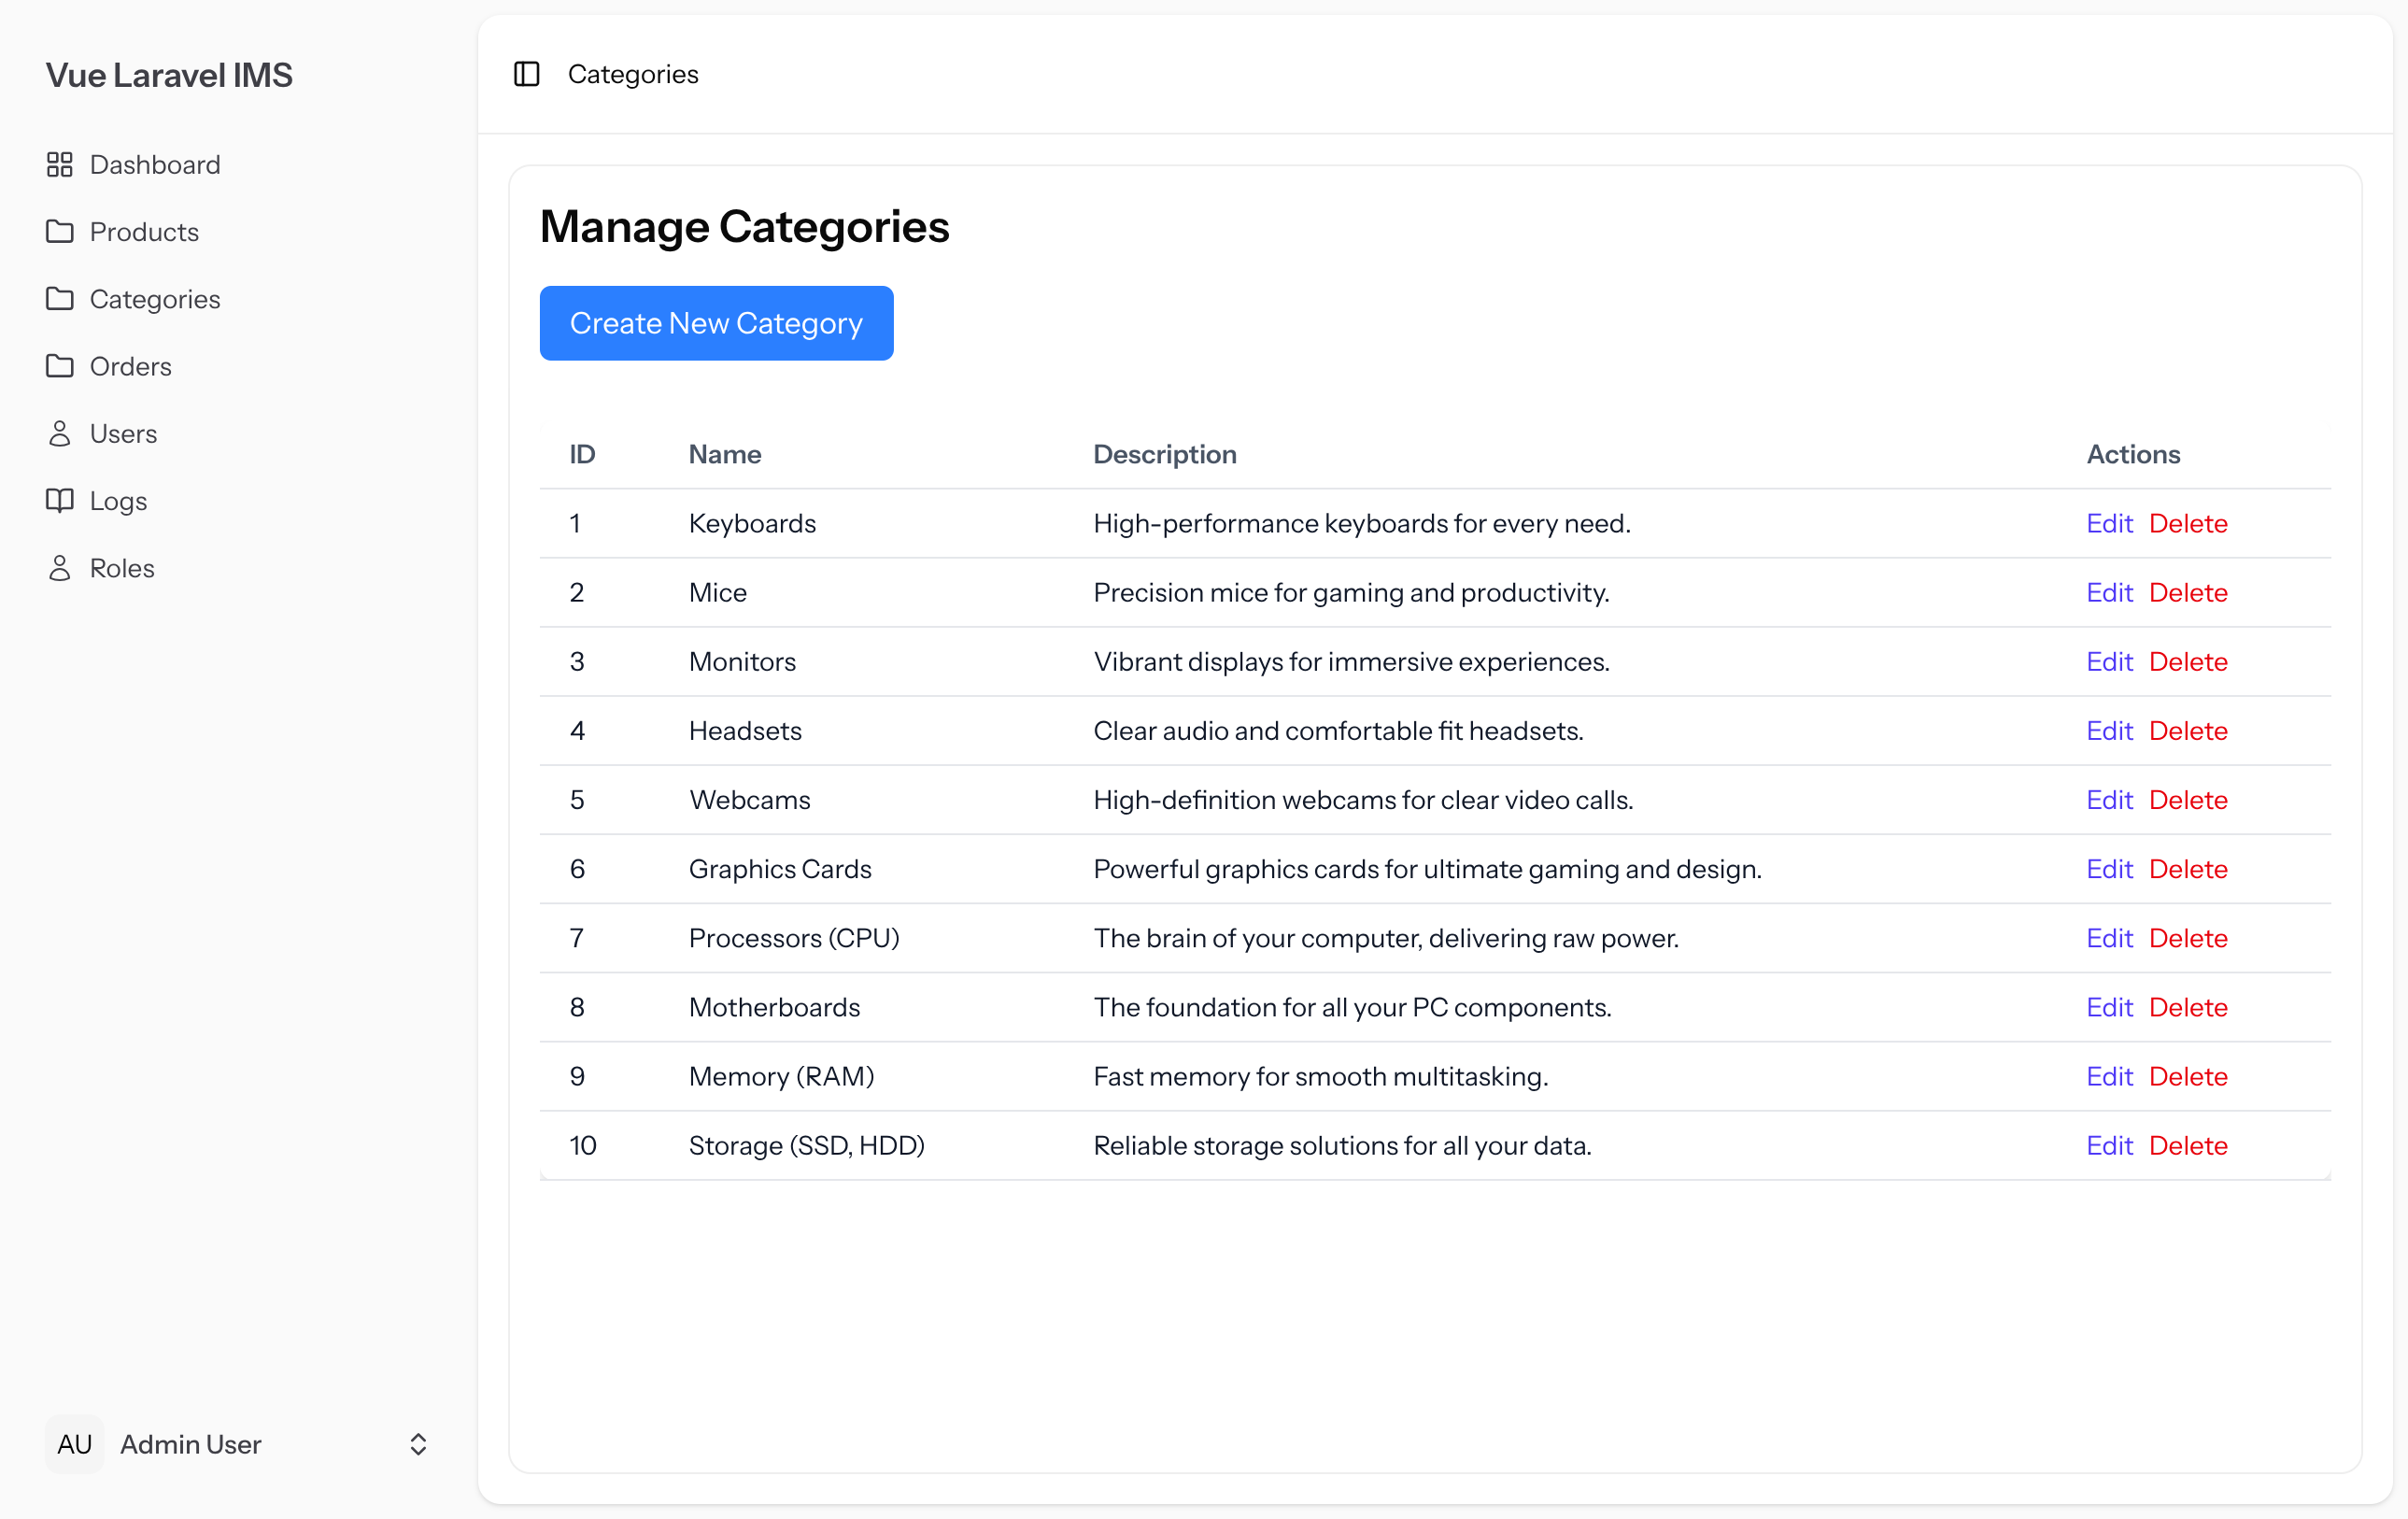 Vue Laravel IMS
Dashboard
Products
Categories
Orders
Users
Logs
Roles
AU Admin User
Categories
Manage Categories
Create New Category
ID Name Description Actions
1 Keyboards High-performance keyboards for every need. Edit Delete
2 Mice Precision mice for gaming and productivity. Edit Delete
3 Monitors Vibrant displays for immersive experiences. Edit Delete
4 Headsets Clear audio and comfortable fit headsets. Edit Delete
5 Webcams High-definition webcams for clear video calls. Edit Delete
6 Graphics Cards Powerful graphics cards for ultimate gaming and design. Edit Delete
7 Processors (CPU) The brain of your computer, delivering raw power. Edit Delete
8 Motherboards The foundation for all your PC components. Edit Delete
9 Memory (RAM) Fast memory for smooth multitasking. Edit Delete
10 Storage (SSD, HDD) Reliable storage solutions for all your data. Edit Delete